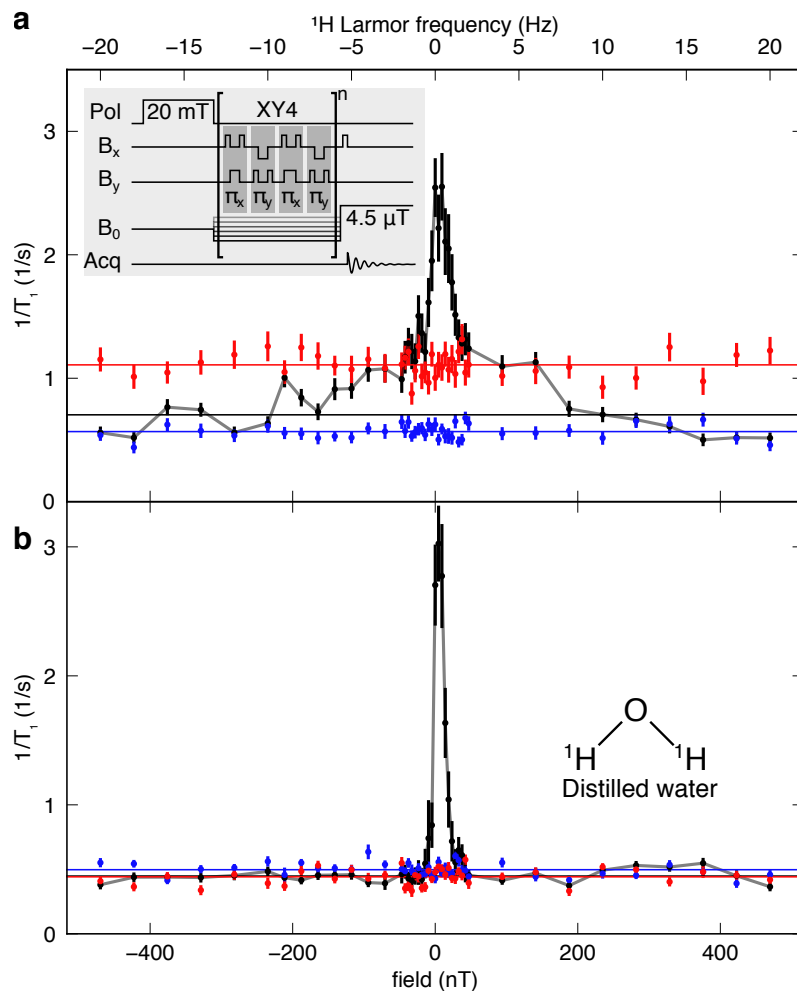 a
¹H Larmor frequency (Hz)
−20 −15 −10 −5 0 5 10 15 20
n
Pol 20 mT XY4
Bx
By
πx πy πx πy
B0 4.5 µT
Acq
3
2
1
0
1/T1 (1/s)
b
3
2
1
0
1/T1 (1/s)
O
¹H ¹H
Distilled water
−400 −200 0 200 400
field (nT)